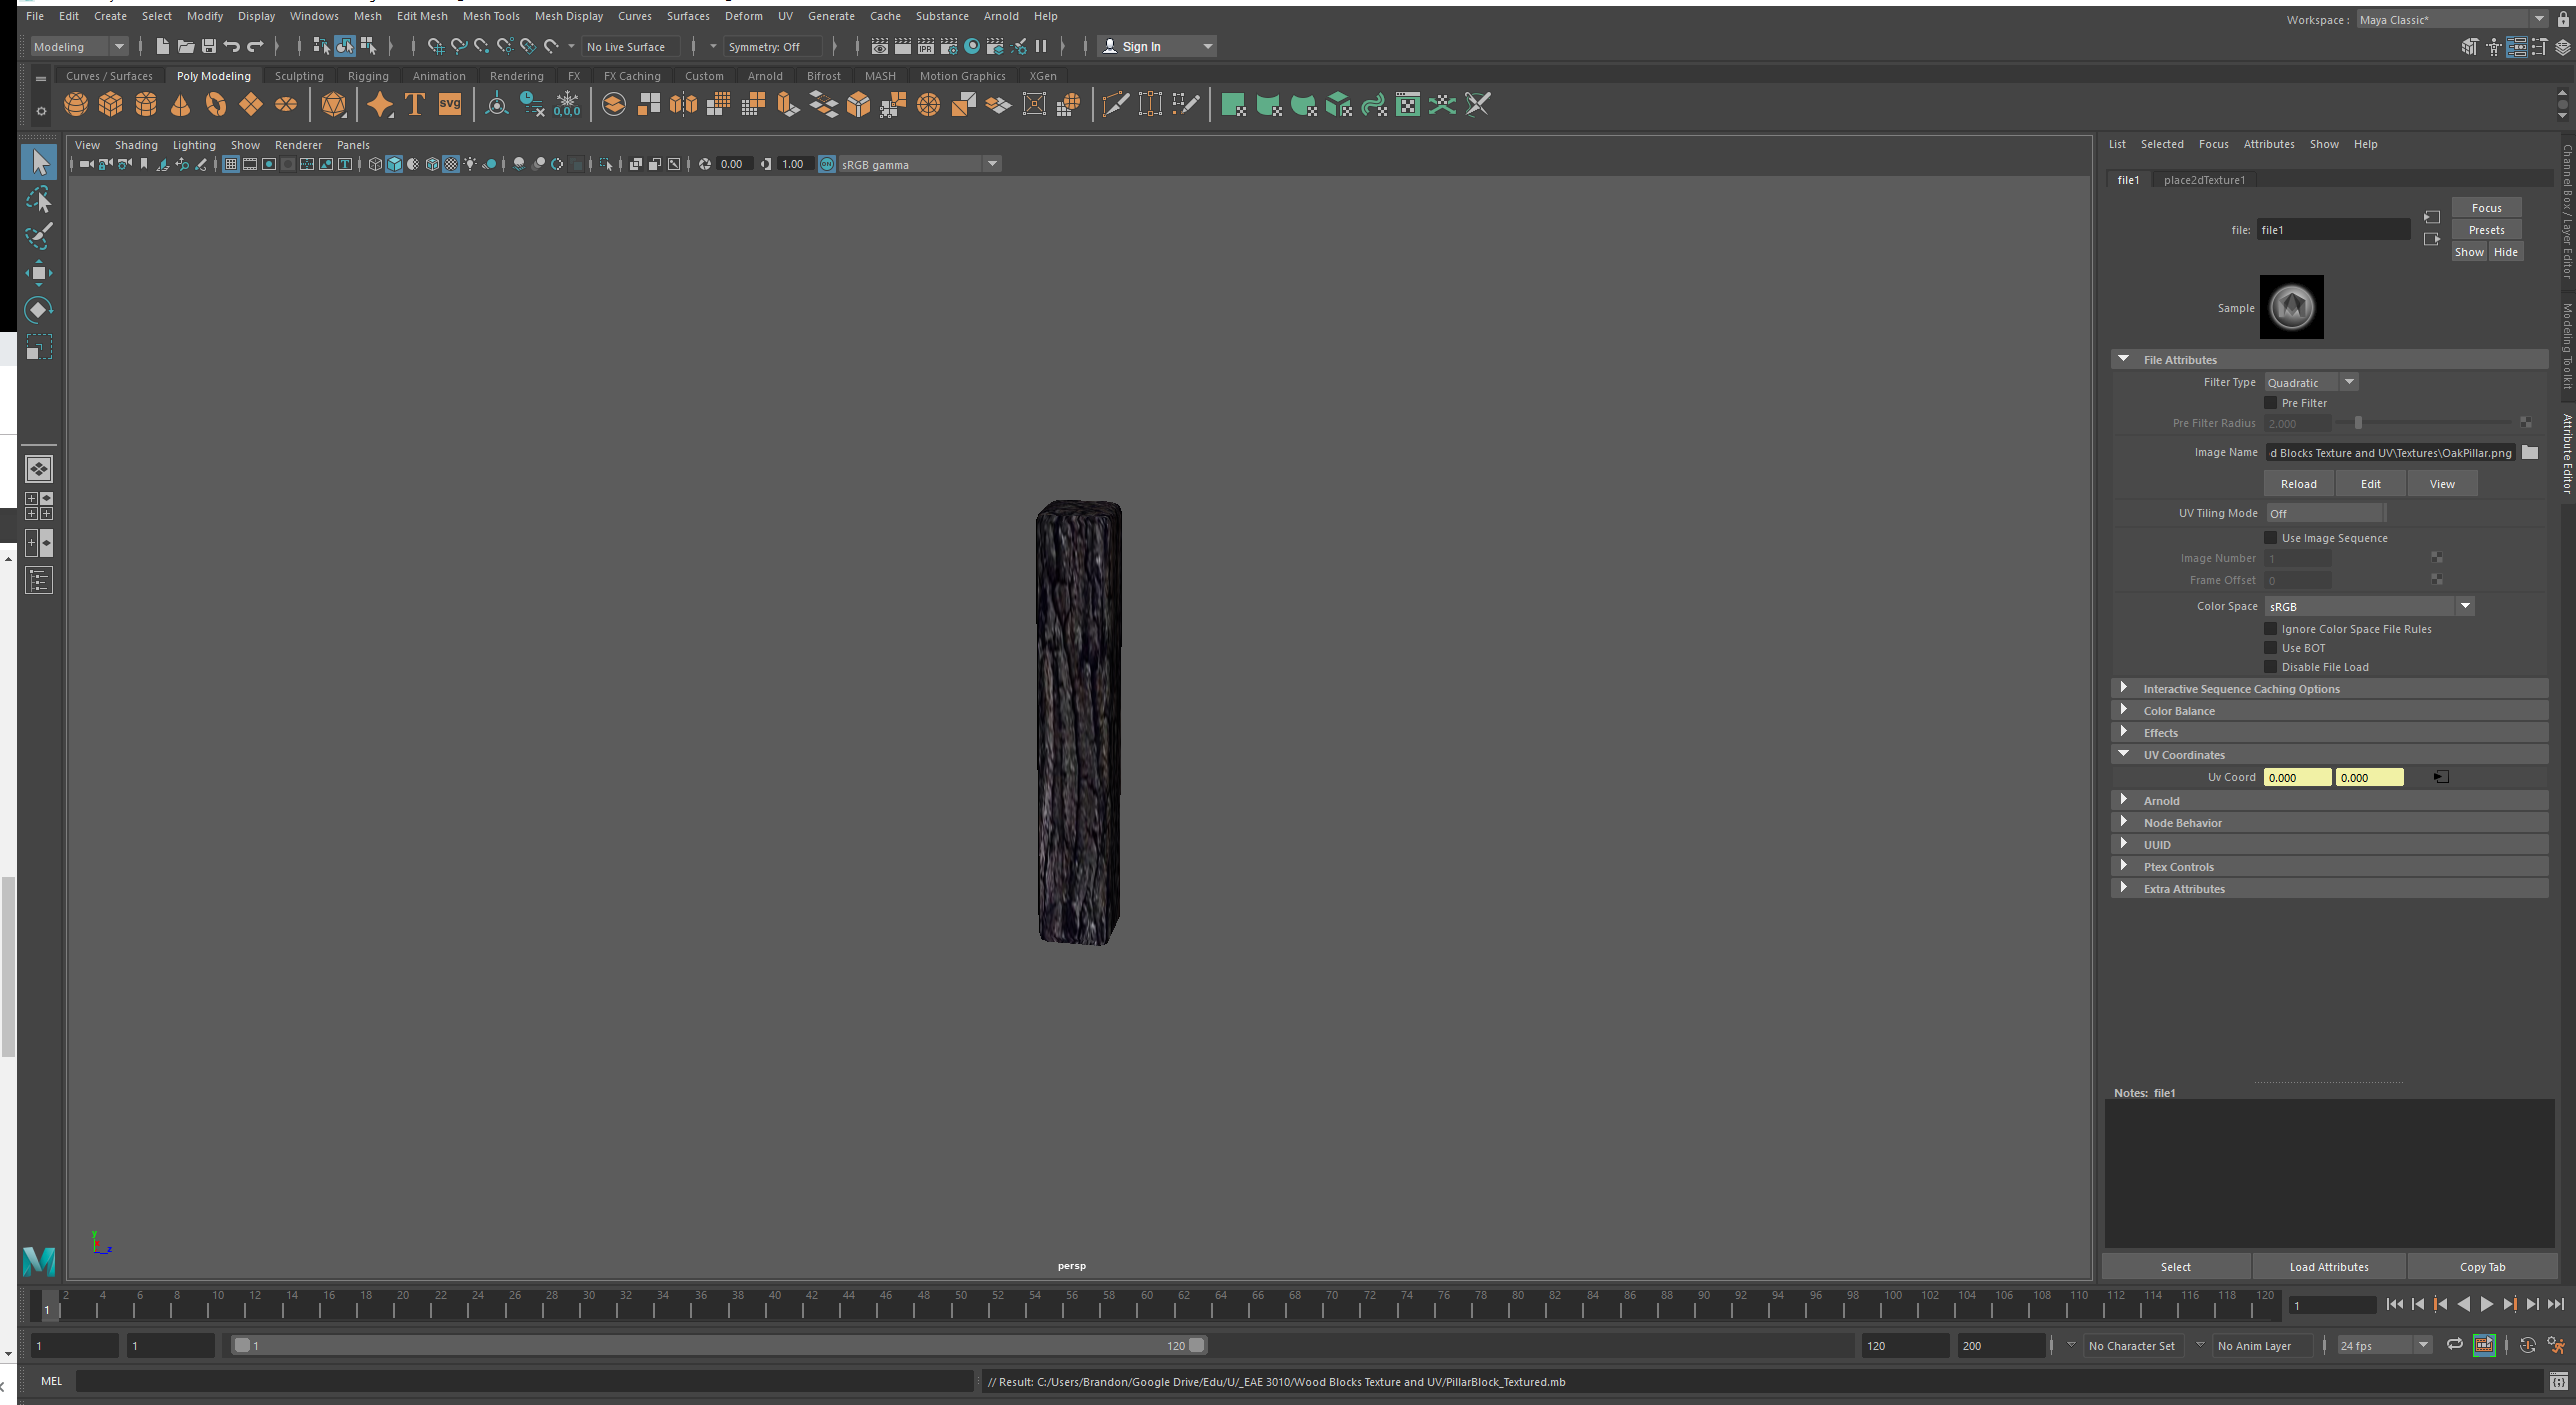 File Edit Create Select Modify Display Windows Mesh Edit Mesh Mesh Tools Mesh Display Curves Surfaces Deform UV Generate Cache Substance Arnold Help
Workspace : Maya Classic*
Modeling No Live Surface Symmetry: Off IPR Sign In
Curves / Surfaces Poly Modeling Sculpting Rigging Animation Rendering FX FX Caching Custom Arnold Bifrost MASH Motion Graphics XGen
T svg 0,0,0
View Shading Lighting Show Renderer Panels
0.00 1.00 ON sRGB gamma
List Selected Focus Attributes Show Help
file1 place2dTexture1
Focus
file: file1 Presets
Show Hide
Sample
File Attributes
Filter Type Quadratic
Pre Filter
Pre Filter Radius 2.000
Image Name d Blocks Texture and UV\Textures\OakPillar.png
Reload Edit View
UV Tiling Mode Off
Use Image Sequence
Image Number 1
Frame Offset 0
Color Space sRGB
Ignore Color Space File Rules
Use BOT
Disable File Load
Interactive Sequence Caching Options
Color Balance
Effects
UV Coordinates
Uv Coord 0.000 0.000
Arnold
Node Behavior
UUID
Ptex Controls
Extra Attributes
Notes: file1
Select Load Attributes Copy Tab
Channel Box / Layer Editor
Modeling Toolkit
Attribute Editor
y
z
persp
1 2 4 6 8 10 12 14 16 18 20 22 24 26 28 30 32 34 36 38 40 42 44 46 48 50 52 54 56 58 60 62 64 66 68 70 72 74 76 78 80 82 84 86 88 90 92 94 96 98 100 102 104 106 108 110 112 114 116 118 120 1
1 1 1 120 120 200 No Character Set No Anim Layer 24 fps
MEL // Result: C:/Users/Brandon/Google Drive/Edu/U/_EAE 3010/Wood Blocks Texture and UV/PillarBlock_Textured.mb